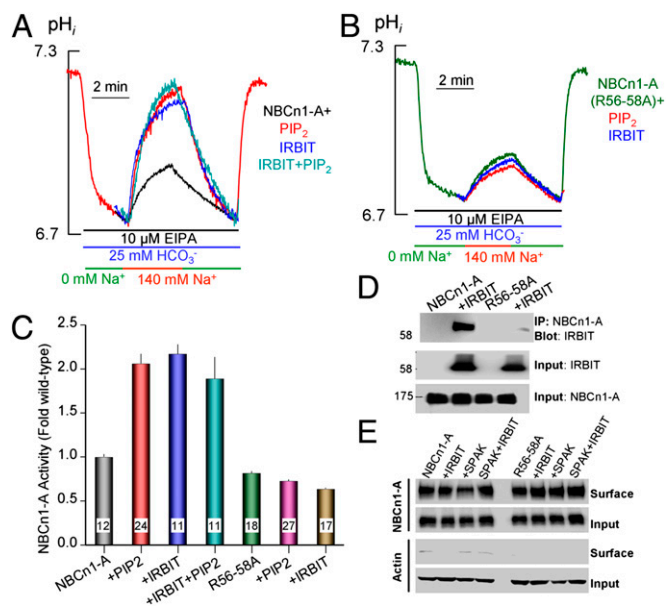 A
pHi
7.3
2 min
NBCn1-A+
PIP2
IRBIT
IRBIT+PIP2
6.7
10 µM EIPA
25 mM HCO3-
0 mM Na+
140 mM Na+
B
pHi
7.3
2 min
NBCn1-A
(R56-58A)+
PIP2
IRBIT
6.7
10 µM EIPA
25 mM HCO3-
0 mM Na+
140 mM Na+
C
NBCn1-A Activity (Fold wild-type)
2.5
2.0
1.5
1.0
0.5
0.0
12
24
11
11
18
27
17
NBCn1-A
+PIP2
+IRBIT
+IRBIT+PIP2
R56-58A
+PIP2
+IRBIT
D
NBCn1-A
+IRBIT
R56-58A
+IRBIT
58
IP: NBCn1-A
Blot: IRBIT
58
Input: IRBIT
175
Input: NBCn1-A
E
NBCn1-A
+IRBIT
+SPAK
SPAK+IRBIT
R56-58A
+IRBIT
+SPAK
SPAK+IRBIT
NBCn1-A
Surface
Input
Actin
Surface
Input